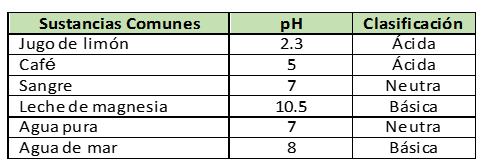 Sustancias Comunes pH Clasificación
Jugo de limón 2.3 Ácida
Café 5 Ácida
Sangre 7 Neutra
Leche de magnesia 10.5 Básica
Agua pura 7 Neutra
Agua de mar 8 Básica